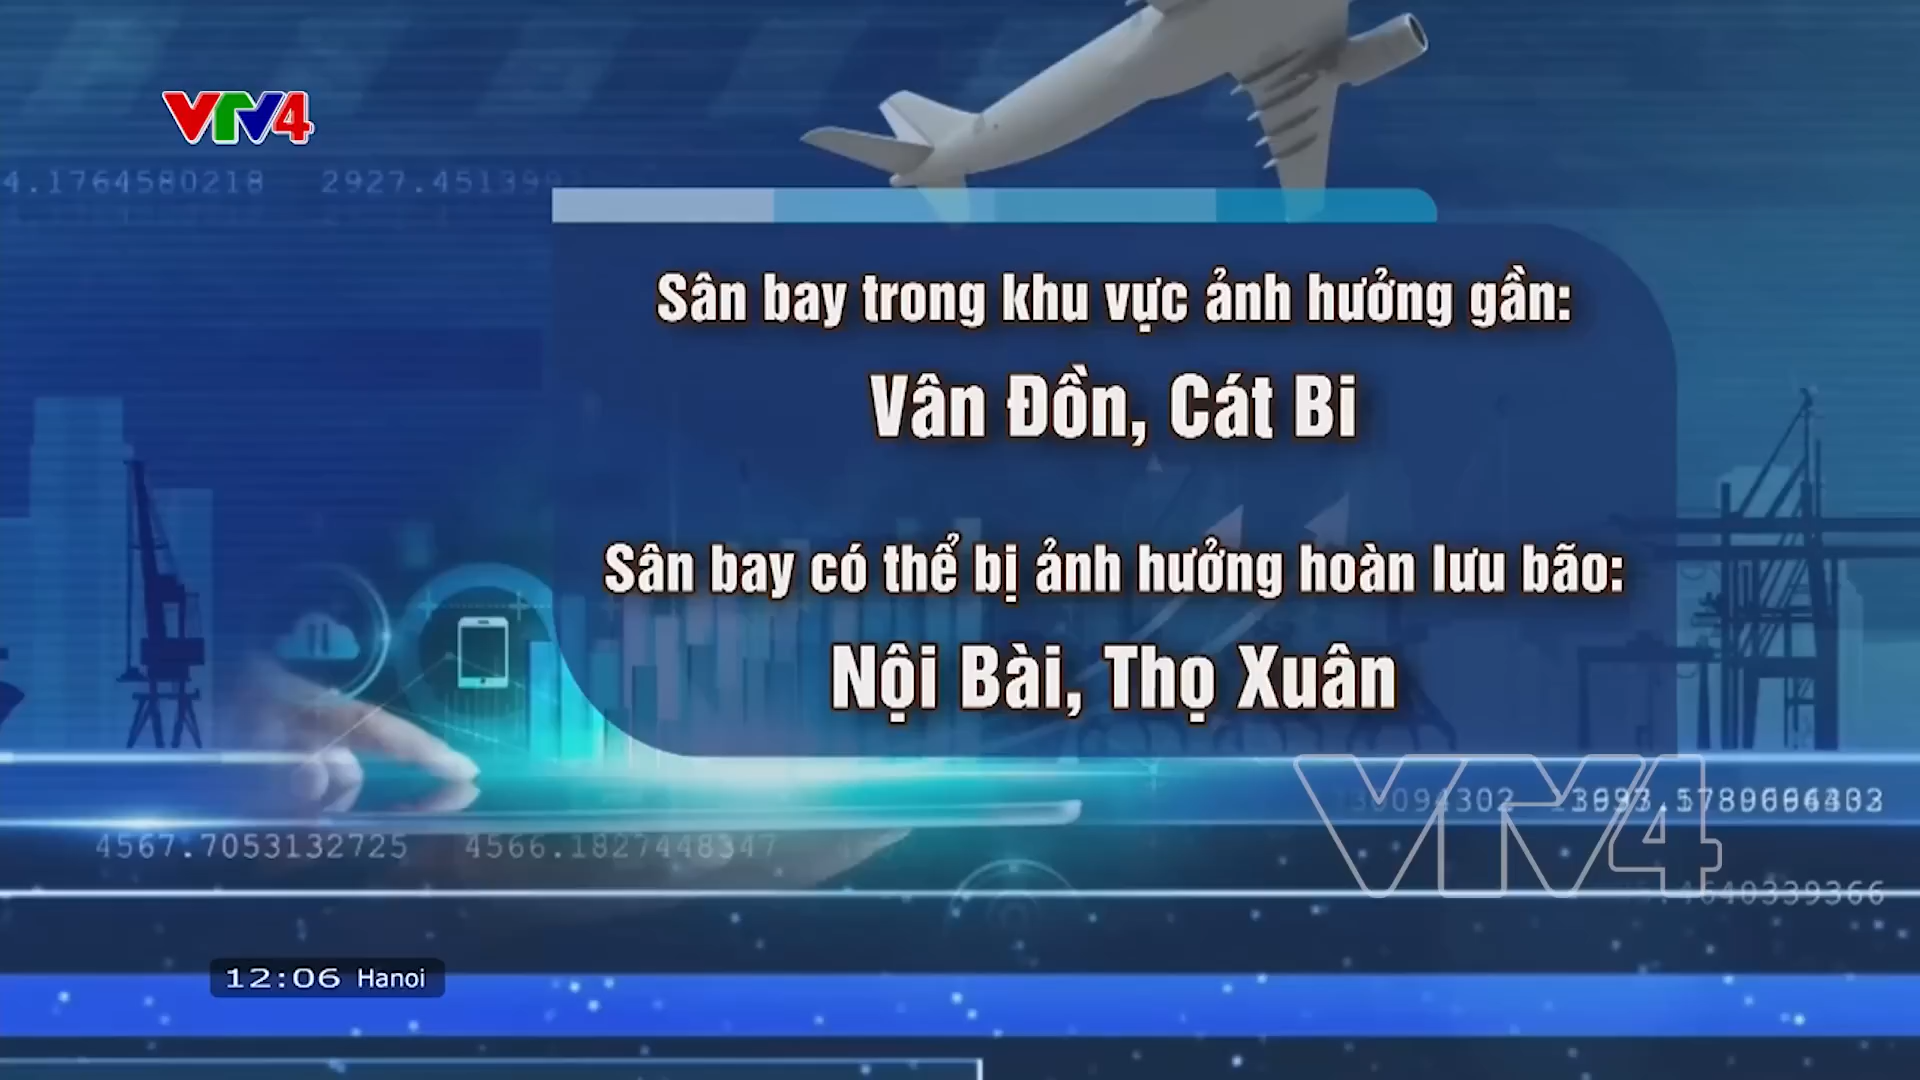 VTV4
4.1764580218 2927.451399
Sân bay trong khu vực ảnh hưởng gần:
Vân Đồn, Cát Bi
Sân bay có thể bị ảnh hưởng hoàn lưu bão:
Nội Bài, Thọ Xuân
VTV4
4567.7053132725 4566.1827448347
12:06 Hanoi